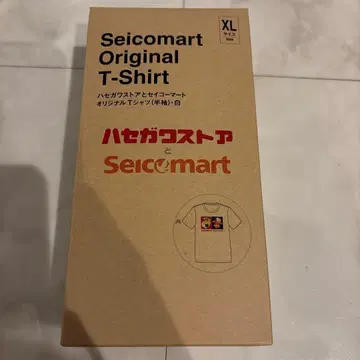 Seicomart
Original
T-Shirt
XL
サイズ
ハセガワストアとセイコーマート
オリジナルTシャツ(半袖)・白
ハセガワストア
と
Seicomart